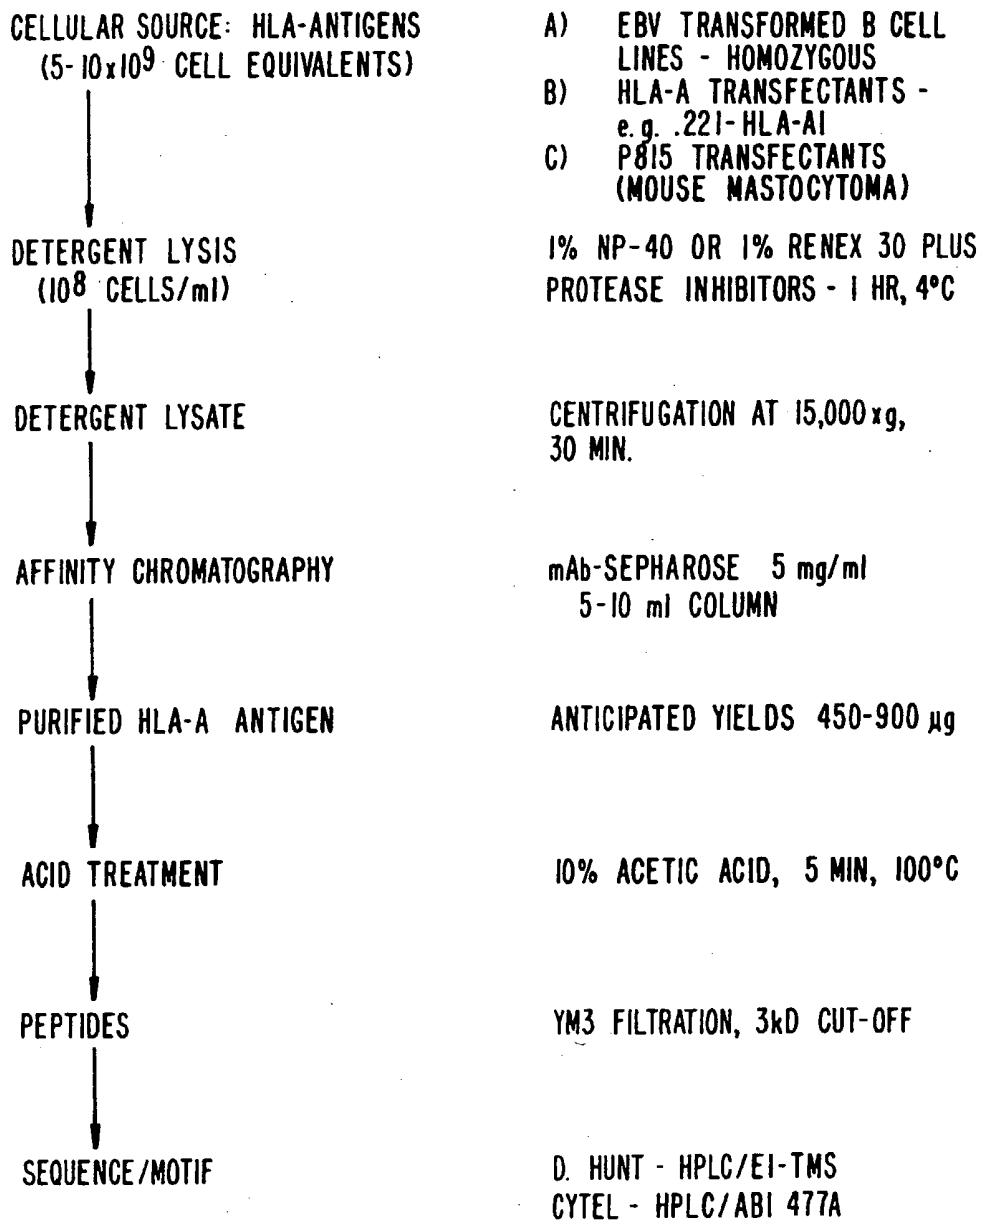 CELLULAR SOURCE: HLA-ANTIGENS
(5-10x10⁹ CELL EQUIVALENTS)
A) EBV TRANSFORMED B CELL
LINES - HOMOZYGOUS
B) HLA-A TRANSFECTANTS -
e.g. .221-HLA-A1
C) P815 TRANSFECTANTS
(MOUSE MASTOCYTOMA)
DETERGENT LYSIS
(10⁸ CELLS/ml)
1% NP-40 OR 1% RENEX 30 PLUS
PROTEASE INHIBITORS - 1 HR, 4°C
DETERGENT LYSATE
CENTRIFUGATION AT 15,000xg,
30 MIN.
AFFINITY CHROMATOGRAPHY
mAb-SEPHAROSE 5 mg/ml
5-10 ml COLUMN
PURIFIED HLA-A ANTIGEN
ANTICIPATED YIELDS 450-900 µg
ACID TREATMENT
10% ACETIC ACID, 5 MIN, 100°C
PEPTIDES
YM3 FILTRATION, 3kD CUT-OFF
SEQUENCE/MOTIF
D. HUNT - HPLC/EI-TMS
CYTEL - HPLC/ABI 477A